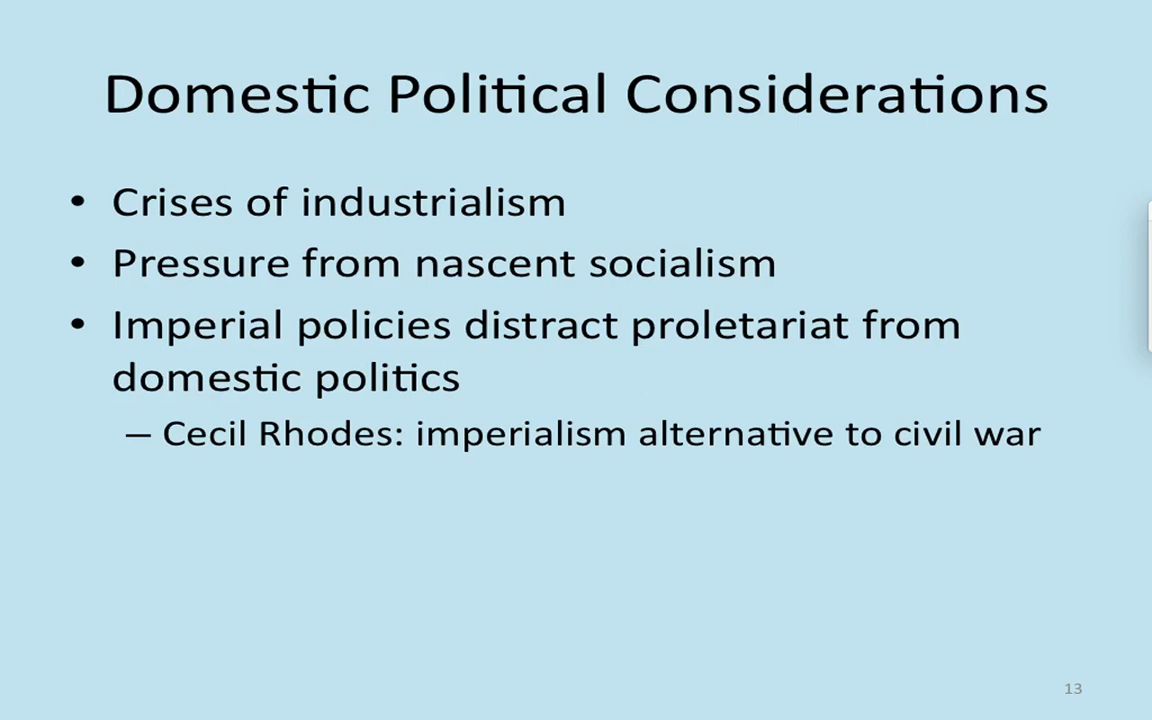 Domestic Political Considerations
• Crises of industrialism
• Pressure from nascent socialism
• Imperial policies distract proletariat from
domestic politics
– Cecil Rhodes: imperialism alternative to civil war
13